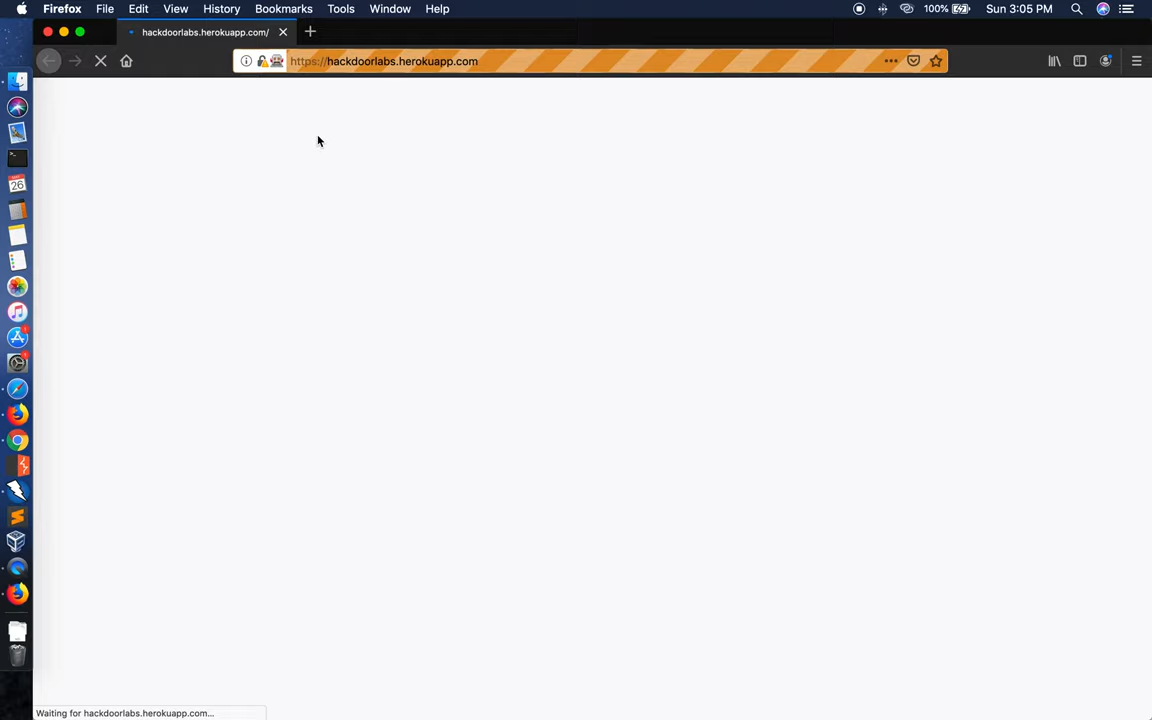 Firefox File Edit View History Bookmarks Tools Window Help 100% Sun 3:05 PM
hackdoorlabs.herokuapp.com/
https://hackdoorlabs.herokuapp.com
26
Waiting for hackdoorlabs.herokuapp.com...